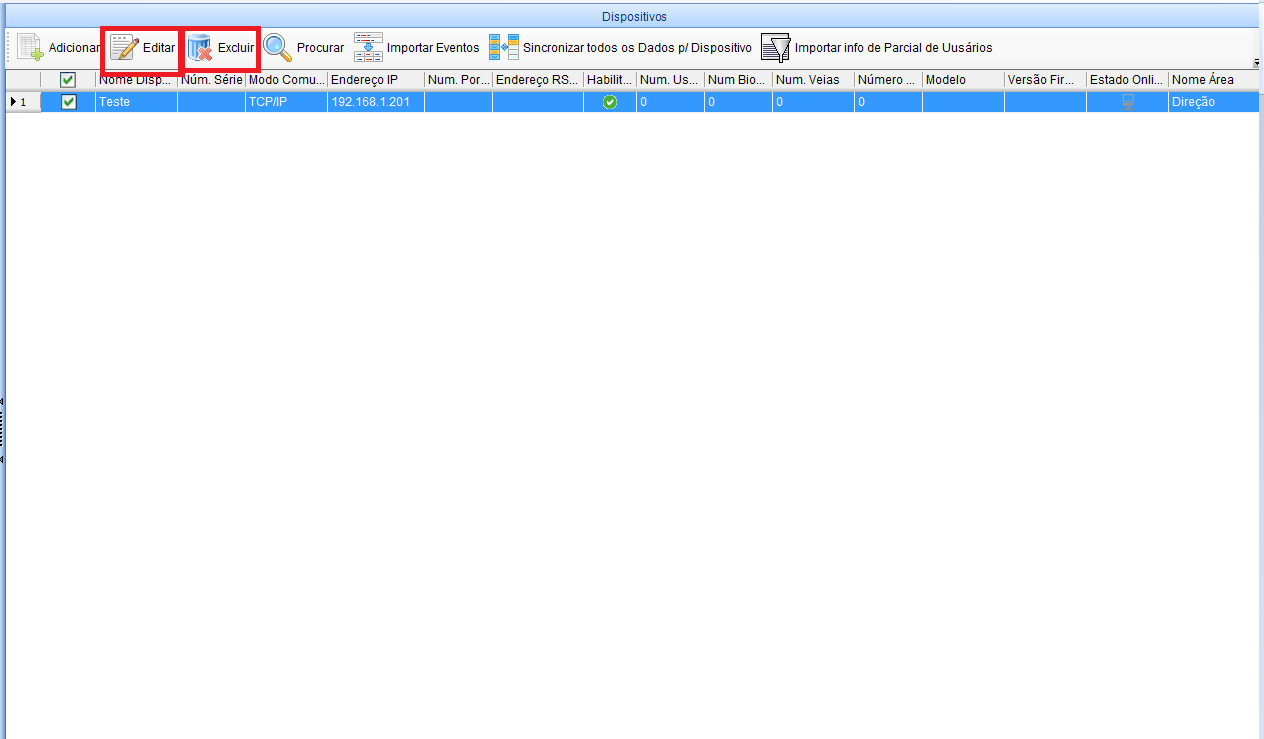 Dispositivos
Adicionar Editar Excluir Procurar Importar Eventos Sincronizar todos os Dados p/ Dispositivo Importar info de Parcial de Uusários
Nome Disp... Núm. Série Modo Comu... Endereço IP Num. Por... Endereço RS... Habilit... Num. Us... Num Bio... Num. Veias Número ... Modelo Versão Fir... Estado Onli... Nome Área
1 Teste TCP/IP 192.168.1.201 0 0 0 0 Direção